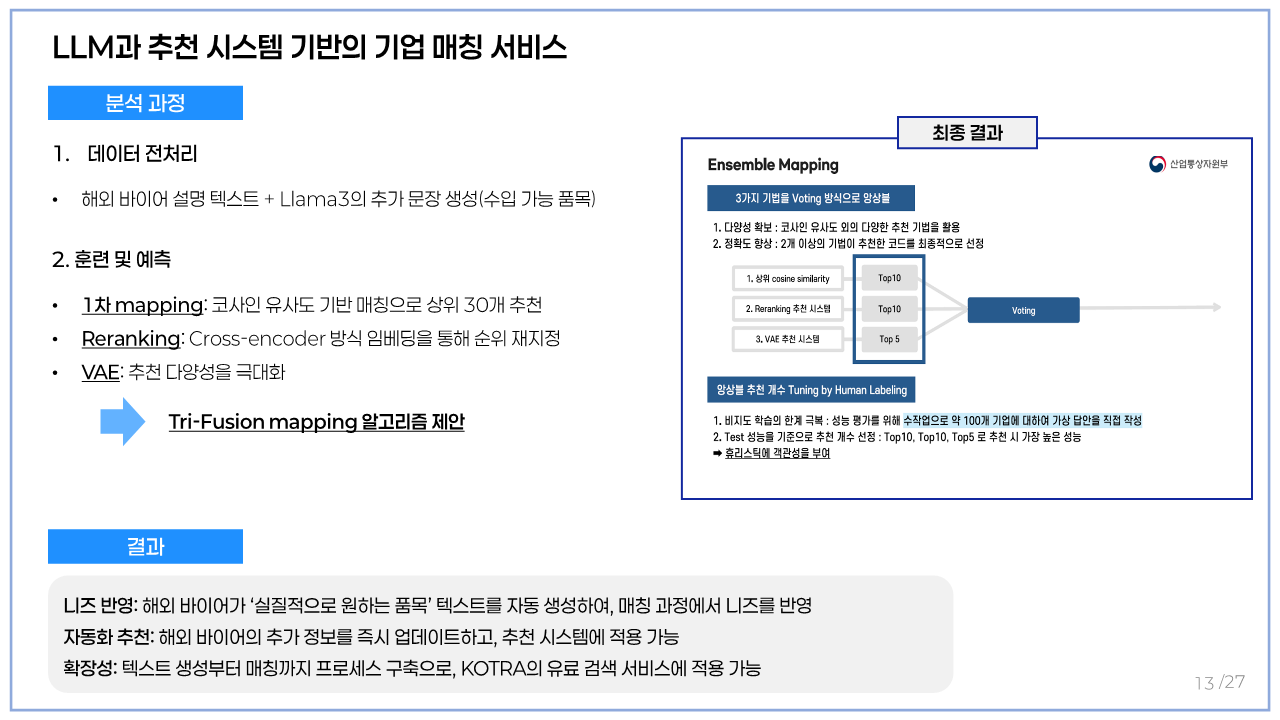 LLM과 추천 시스템 기반의 기업 매칭 서비스
분석 과정
1. 데이터 전처리
• 해외 바이어 설명 텍스트 + Llama3의 추가 문장 생성(수입 가능 품목)
2. 훈련 및 예측
• 1차 mapping: 코사인 유사도 기반 매칭으로 상위 30개 추천
• Reranking: Cross-encoder 방식 임베딩을 통해 순위 재지정
• VAE: 추천 다양성을 극대화
Tri-Fusion mapping 알고리즘 제안
최종 결과
Ensemble Mapping
산업통상자원부
3가지 기법을 Voting 방식으로 앙상블
1. 다양성 확보 : 코사인 유사도 외의 다양한 추천 기법을 활용
2. 정확도 향상 : 2개 이상의 기법이 추천한 코드를 최종적으로 선정
1. 상위 cosine similarity
Top10
2. Reranking 추천 시스템
Top10
3. VAE 추천 시스템
Top 5
Voting
앙상블 추천 개수 Tuning by Human Labeling
1. 비지도 학습의 한계 극복 : 성능 평가를 위해 수작업으로 약 100개 기업에 대하여 가상 답안을 직접 작성
2. Test 성능을 기준으로 추천 개수 선정 : Top10, Top10, Top5 로 추천 시 가장 높은 성능
➡ 휴리스틱에 객관성을 부여
결과
니즈 반영: 해외 바이어가 ‘실질적으로 원하는 품목’ 텍스트를 자동 생성하여, 매칭 과정에서 니즈를 반영
자동화 추천: 해외 바이어의 추가 정보를 즉시 업데이트하고, 추천 시스템에 적용 가능
확장성: 텍스트 생성부터 매칭까지 프로세스 구축으로, KOTRA의 유료 검색 서비스에 적용 가능
13 /27